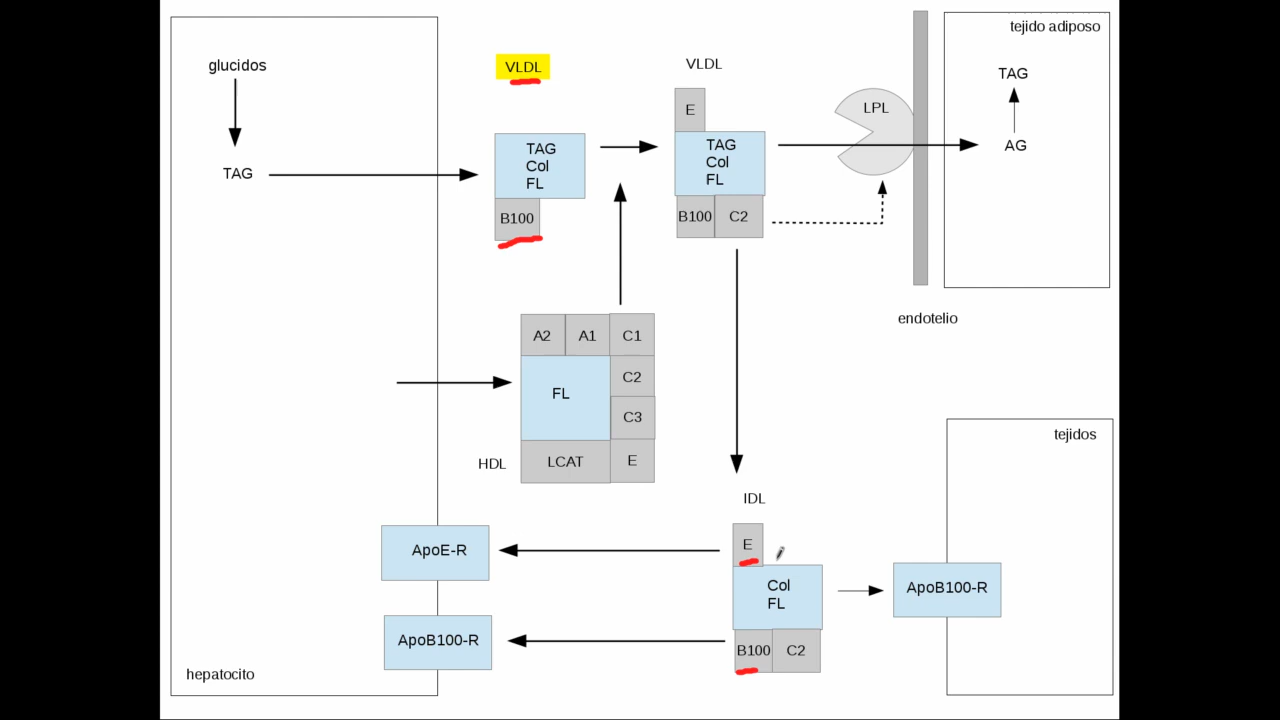 tejido adiposo
glucidos
VLDL
VLDL
TAG
LPL
E
TAG
Col
FL
TAG
Col
FL
AG
TAG
B100
B100
C2
endotelio
A2
A1
C1
FL
C2
C3
HDL
LCAT
E
tejidos
IDL
E
ApoE-R
Col
FL
ApoB100-R
ApoB100-R
B100
C2
hepatocito